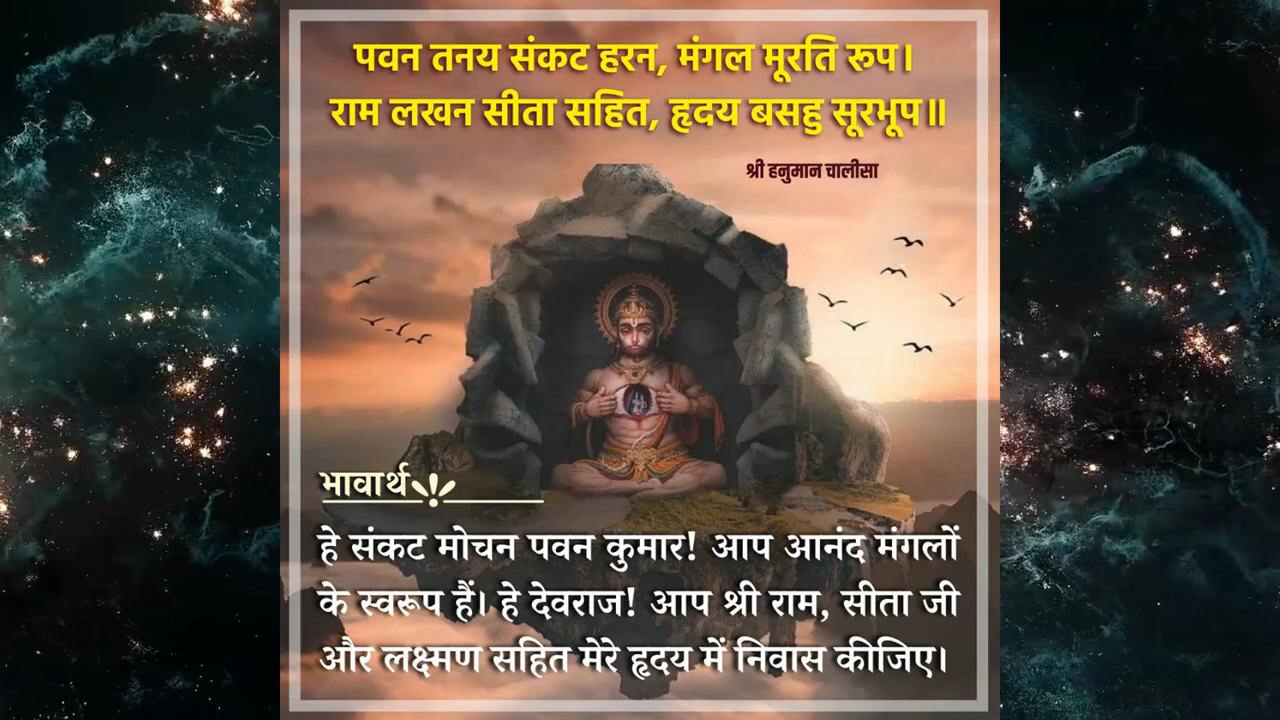 पवन तनय संकट हरन, मंगल मूरति रूप।
राम लखन सीता सहित, हृदय बसहु सूरभूप॥
श्री हनुमान चालीसा
भावार्थ
हे संकट मोचन पवन कुमार! आप आनंद मंगलों
के स्वरूप हैं। हे देवराज! आप श्री राम, सीता जी
और लक्ष्मण सहित मेरे हृदय में निवास कीजिए।